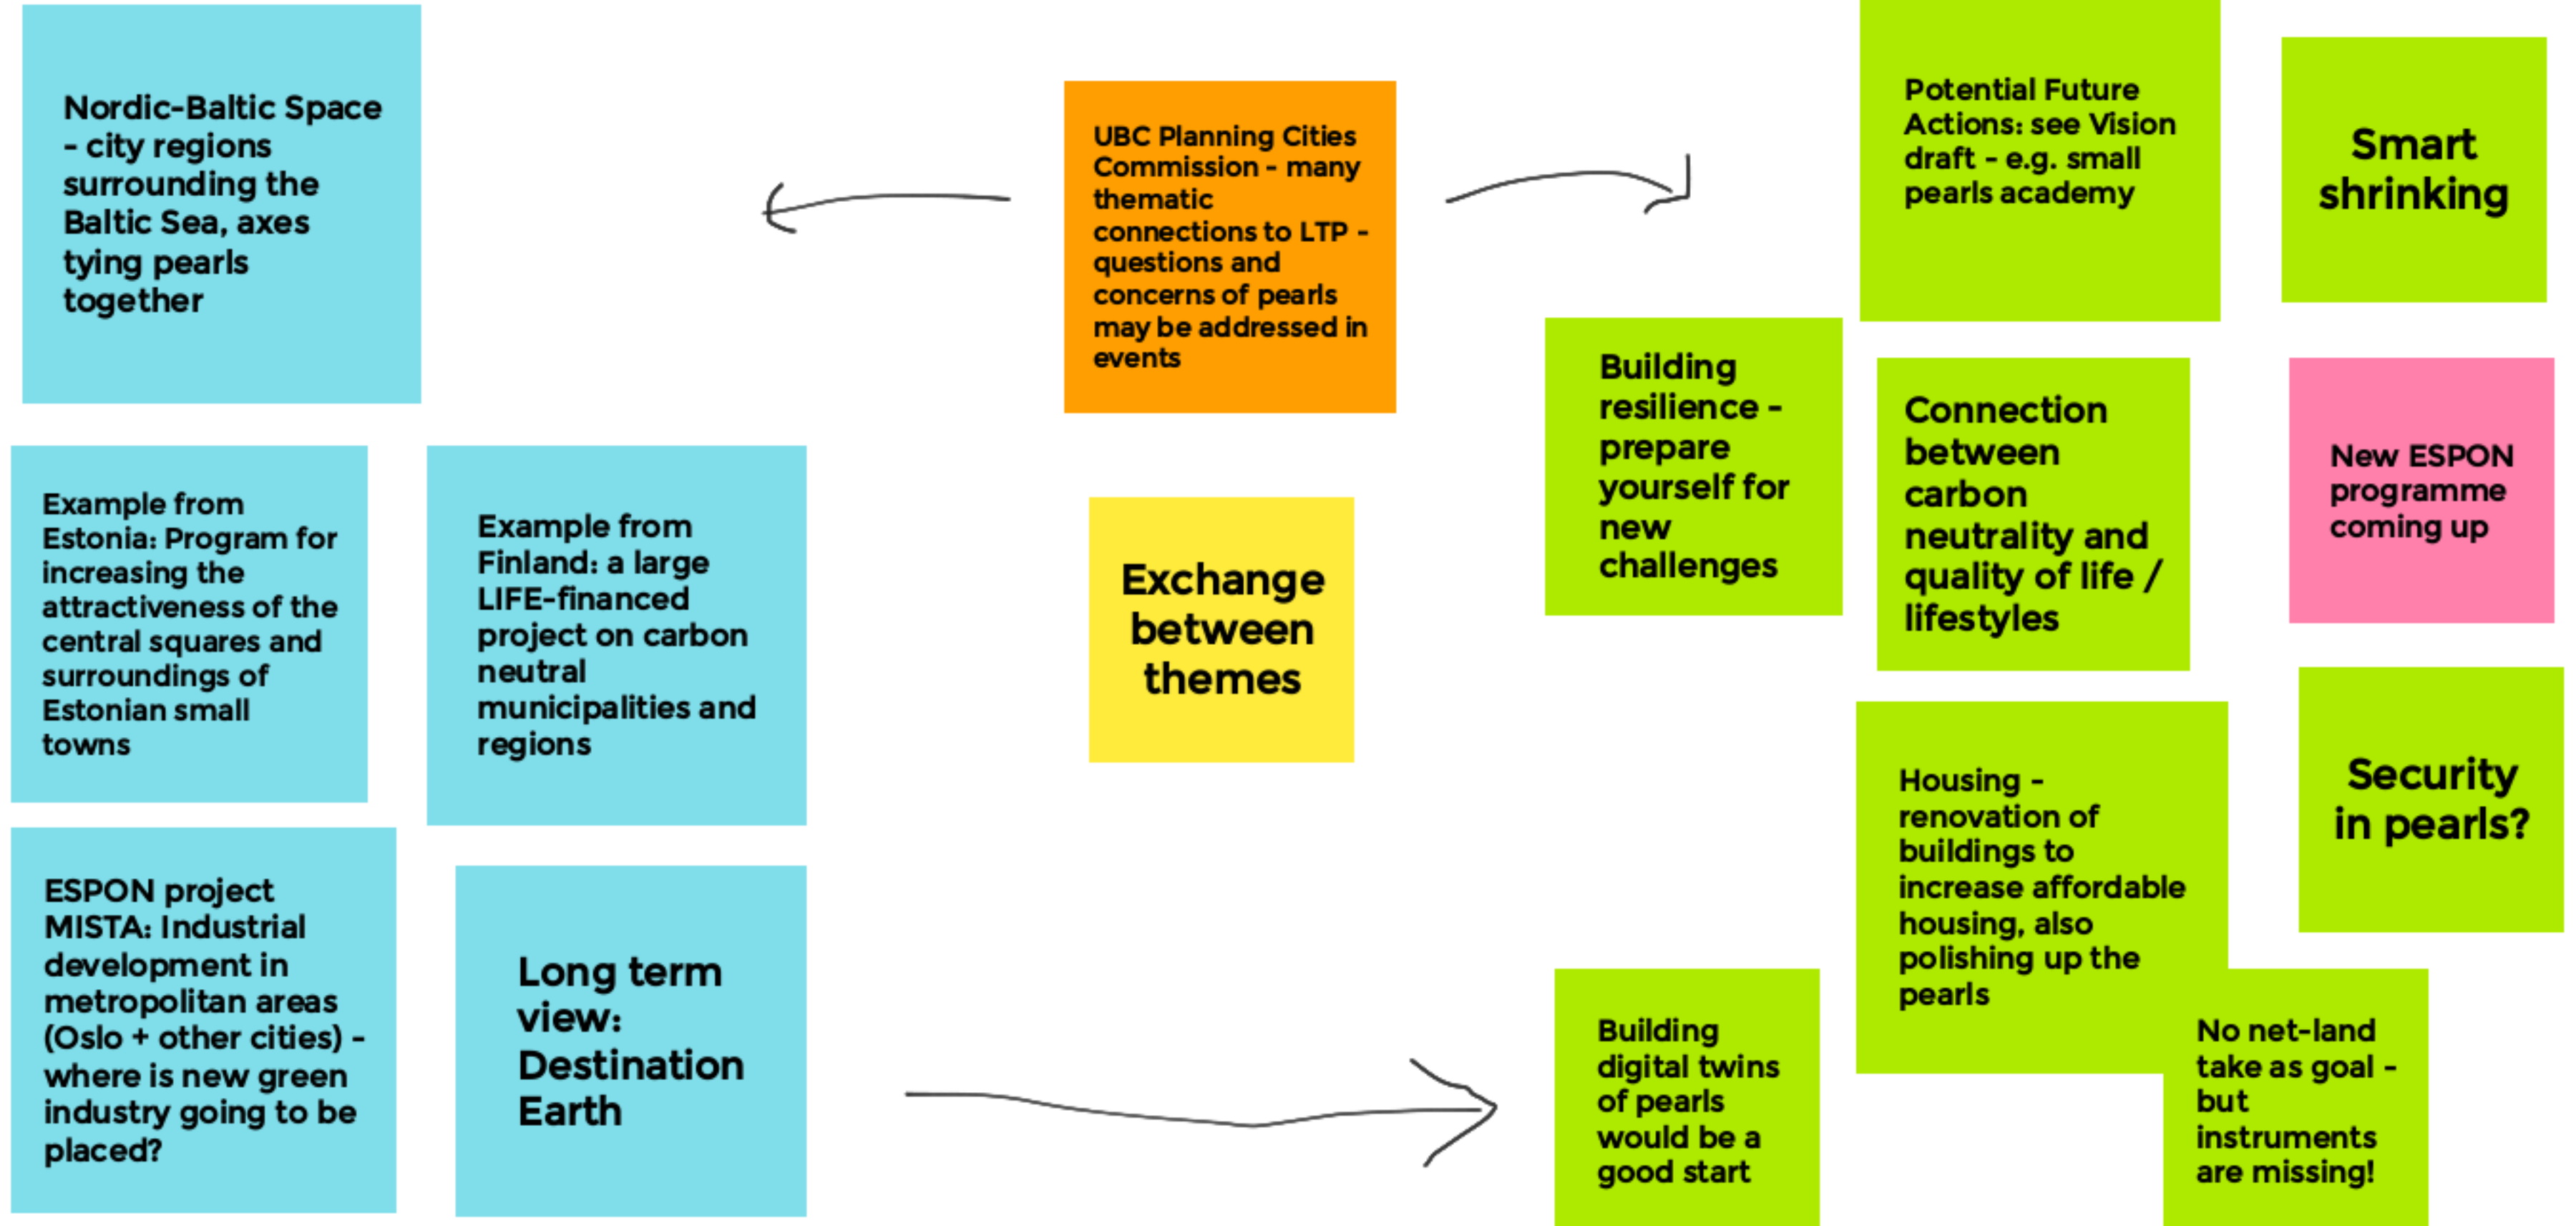 Nordic-Baltic Space
- city regions
surrounding the
Baltic Sea, axes
tying pearls
together
Example from
Estonia: Program for
increasing the
attractiveness of the
central squares and
surroundings of
Estonian small
towns
Example from
Finland: a large
LIFE-financed
project on carbon
neutral
municipalities and
regions
ESPON project
MISTA: Industrial
development in
metropolitan areas
(Oslo + other cities) -
where is new green
industry going to be
placed?
Long term
view:
Destination
Earth
UBC Planning Cities
Commission - many
thematic
connections to LTP -
questions and
concerns of pearls
may be addressed in
events
Exchange
between
themes
Potential Future
Actions: see Vision
draft - e.g. small
pearls academy
Smart
shrinking
Building
resilience -
prepare
yourself for
new
challenges
Connection
between
carbon
neutrality and
quality of life /
lifestyles
New ESPON
programme
coming up
Housing -
renovation of
buildings to
increase affordable
housing, also
polishing up the
pearls
Security
in pearls?
Building
digital twins
of pearls
would be a
good start
No net-land
take as goal -
but
instruments
are missing!